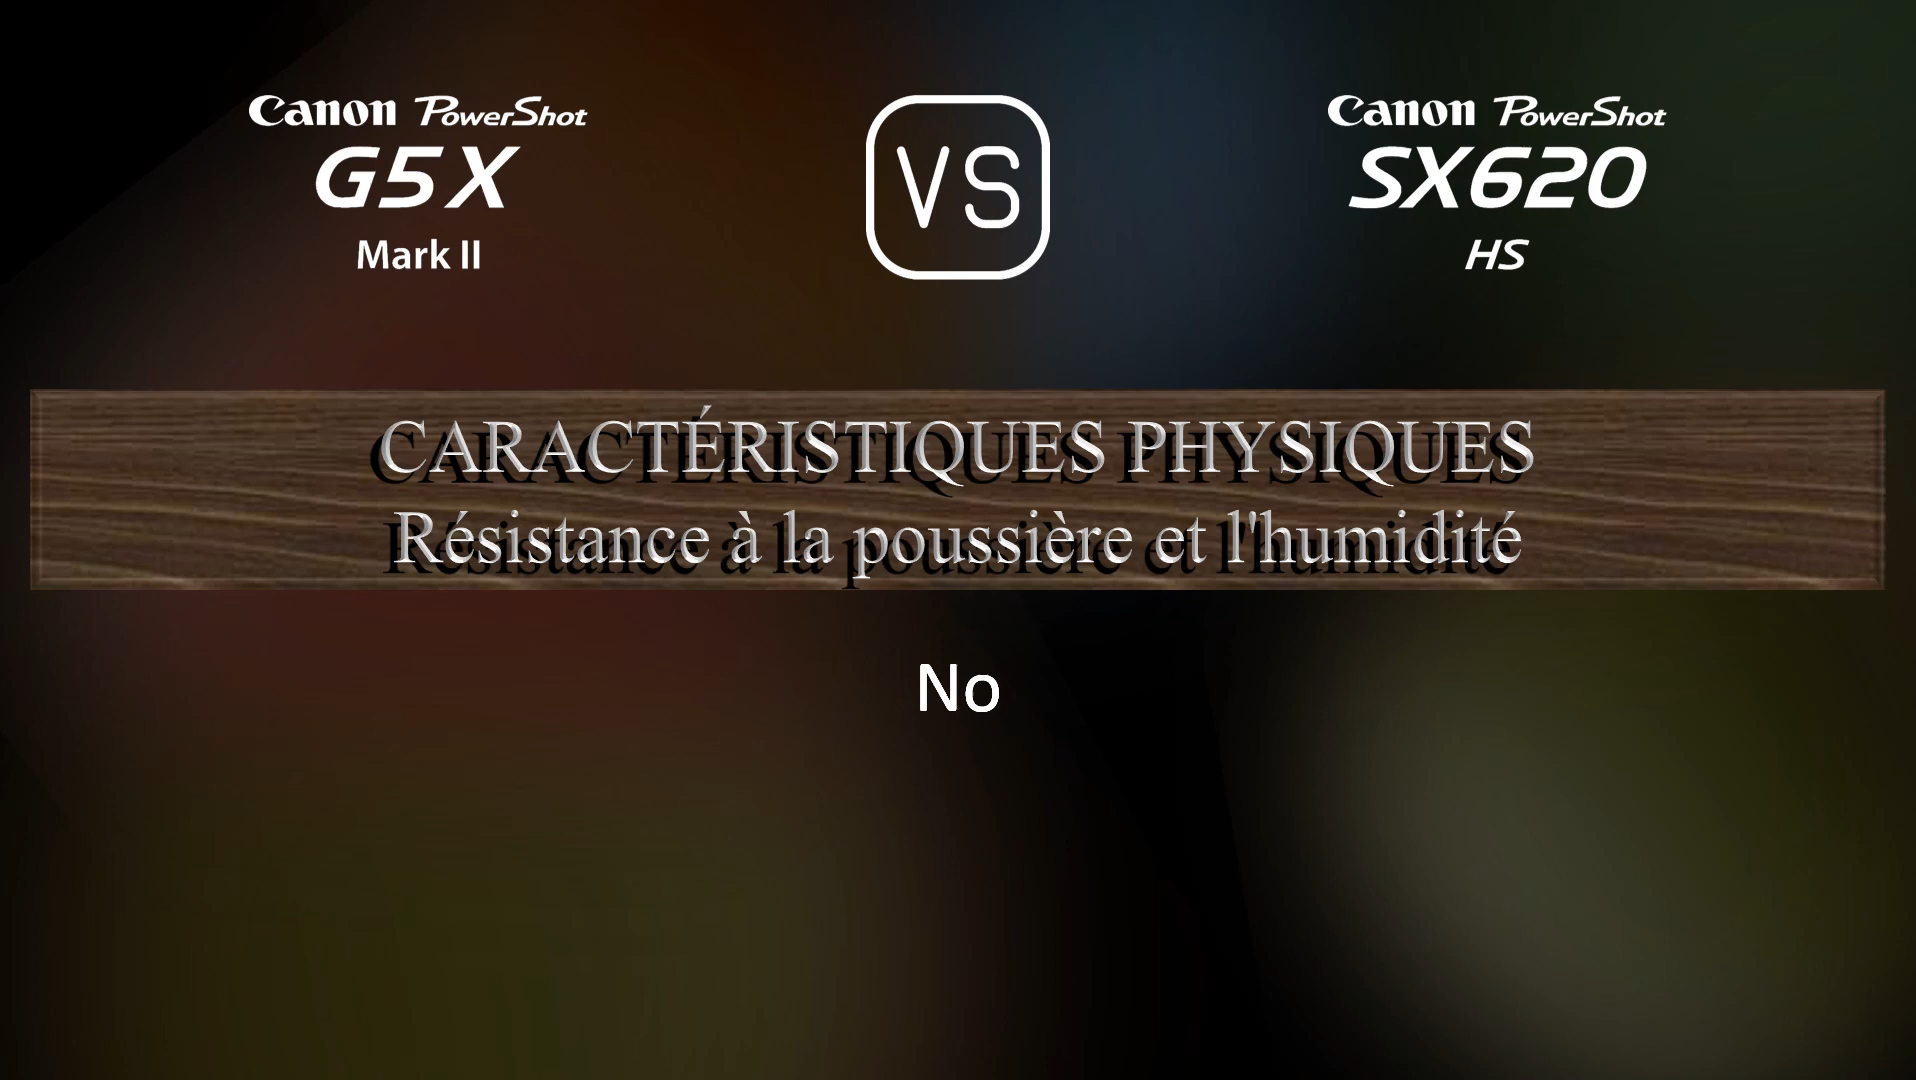 Canon PowerShot
G5 X
Mark II
VS
Canon PowerShot
SX620
HS
CARACTÉRISTIQUES PHYSIQUES
Résistance à la poussière et l'humidité
No